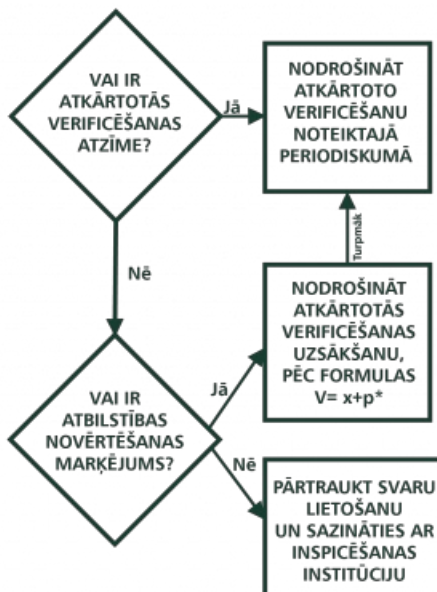 VAI IR
ATKĀRTOTĀS
VERIFICĒŠANAS
ATZĪME?
Jā
NODROŠINĀT
ATKĀRTOTO
VERIFICĒŠANU
NOTEIKTAJĀ
PERIODISKUMĀ
Nē
Turpmāk
NODROŠINĀT
ATKĀRTOTĀS
VERIFICĒŠANAS
UZSĀKŠANU,
PĒC FORMULAS
V= x+p*
VAI IR
ATBILSTĪBAS
NOVĒRTĒŠANAS
MARĶĒJUMS?
Jā
Nē
PĀRTRAUKT SVARU
LIETOŠANU
UN SAZINĀTIES AR
INSPICĒŠANAS
INSTITŪCIJU